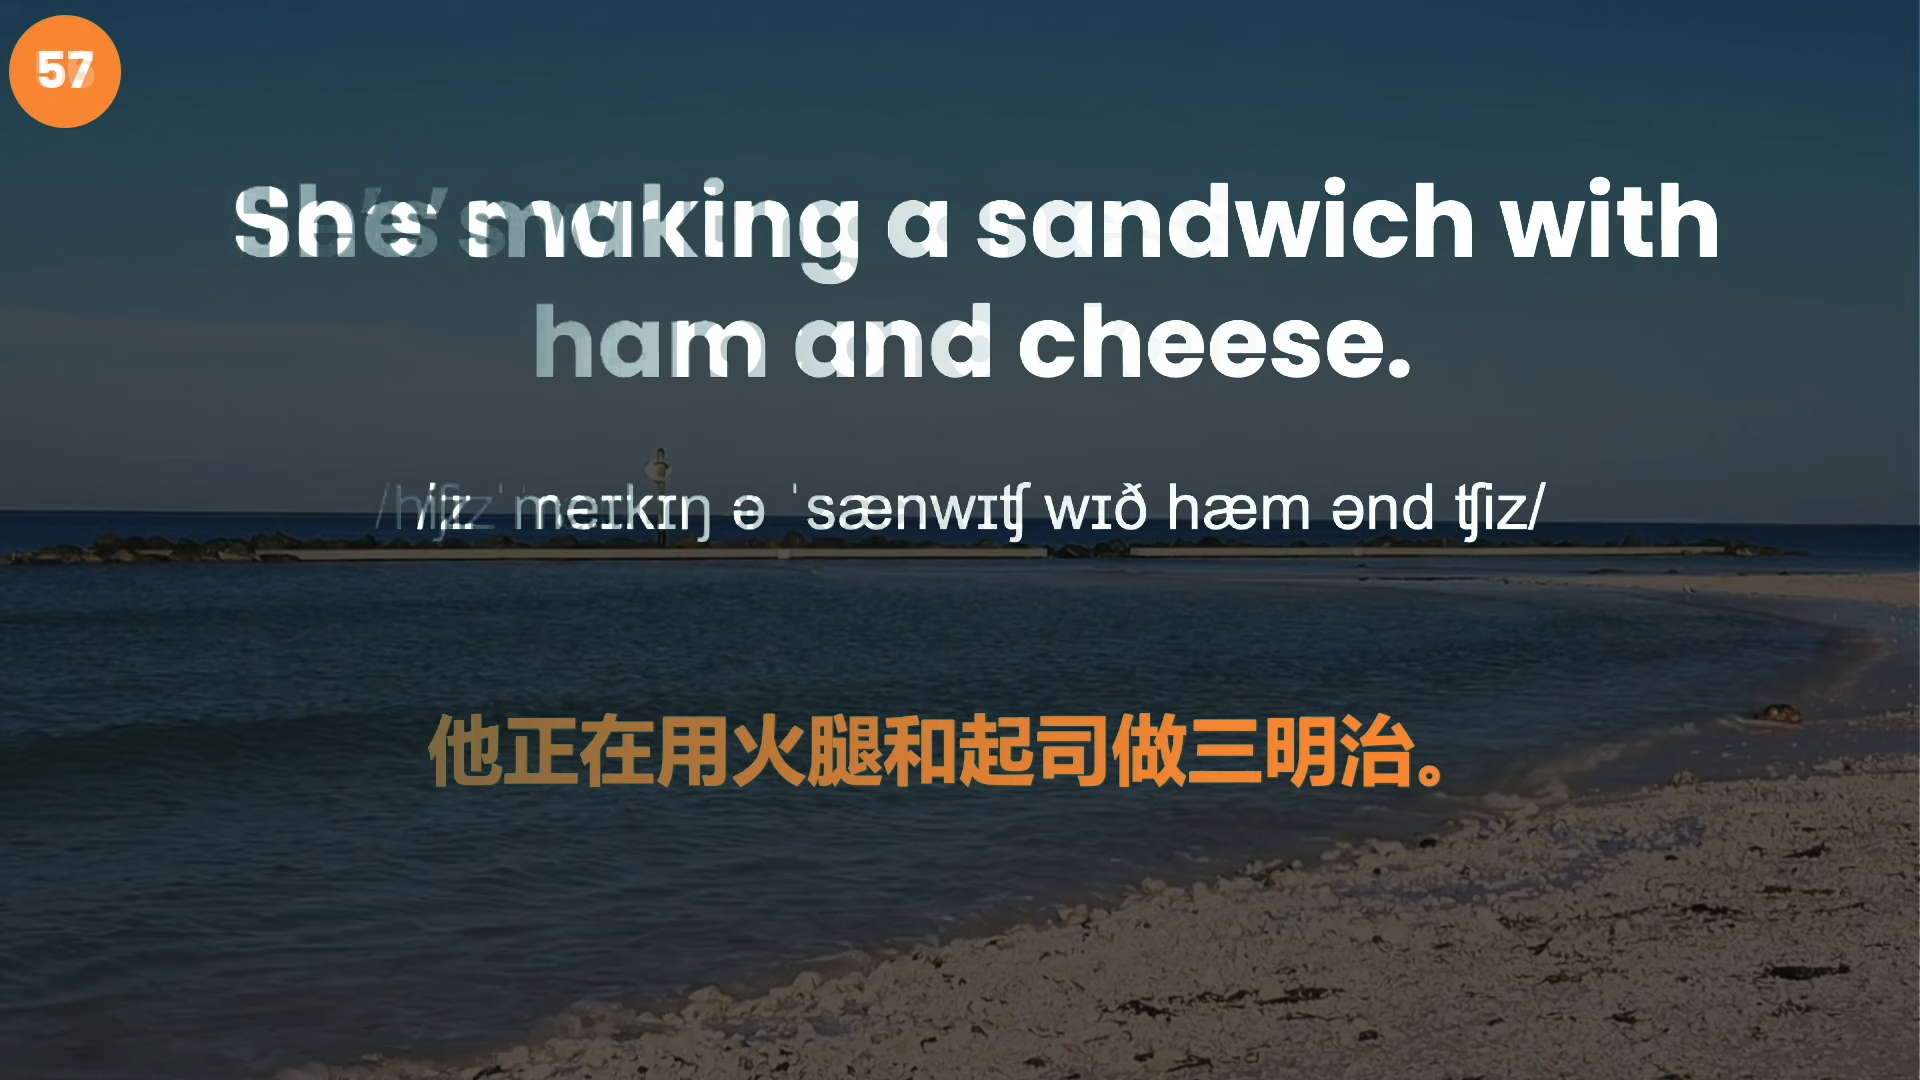 57
She's making a sandwich with
ham and cheese.
ˈmeɪkɪŋ ə ˈsænwɪʧ wɪð hæm ənd ʧiz/
他正在用火腿和起司做三明治。